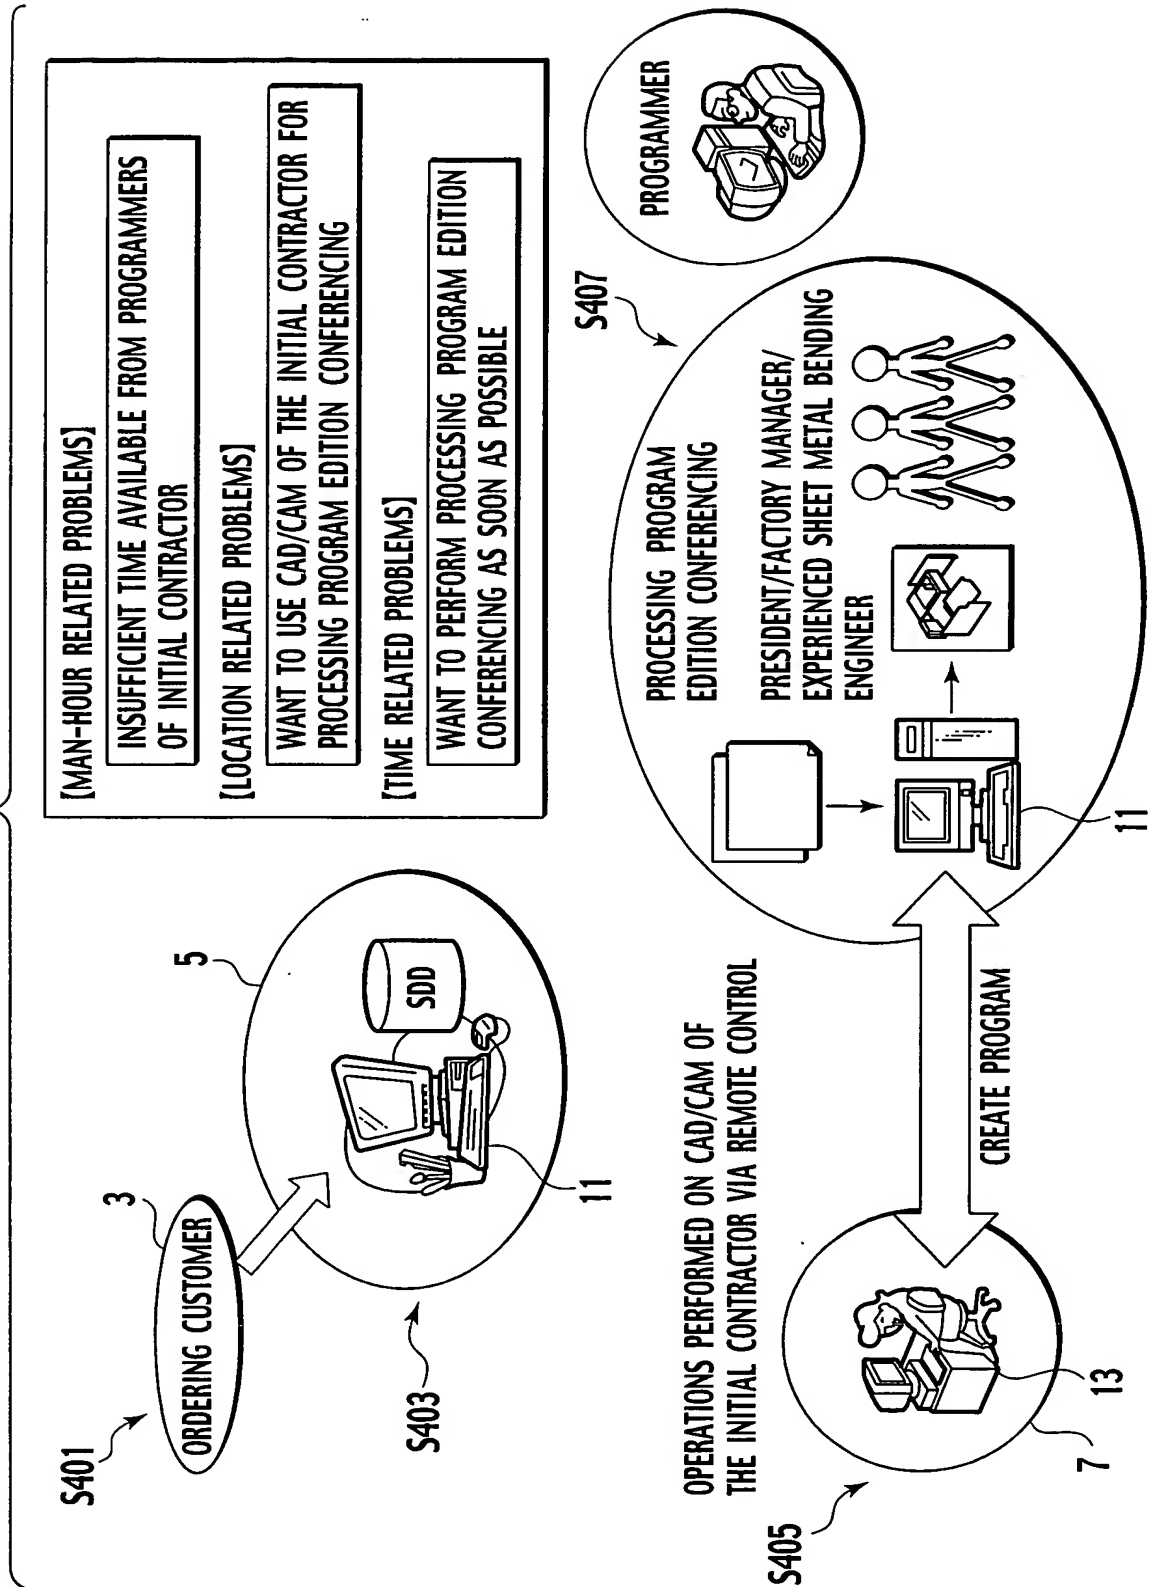 S401
3
ORDERING CUSTOMER
5
SDD
11
S403
[MAN-HOUR RELATED PROBLEMS]
INSUFFICIENT TIME AVAILABLE FROM PROGRAMMERS
OF INITIAL CONTRACTOR
[LOCATION RELATED PROBLEMS]
WANT TO USE CAD/CAM OF THE INITIAL CONTRACTOR FOR
PROCESSING PROGRAM EDITION CONFERENCING
[TIME RELATED PROBLEMS]
WANT TO PERFORM PROCESSING PROGRAM EDITION
CONFERENCING AS SOON AS POSSIBLE
S405
OPERATIONS PERFORMED ON CAD/CAM OF
THE INITIAL CONTRACTOR VIA REMOTE CONTROL
7
13
CREATE PROGRAM
S407
PROCESSING PROGRAM
EDITION CONFERENCING
PRESIDENT/FACTORY MANAGER/
EXPERIENCED SHEET METAL BENDING
ENGINEER
11
PROGRAMMER